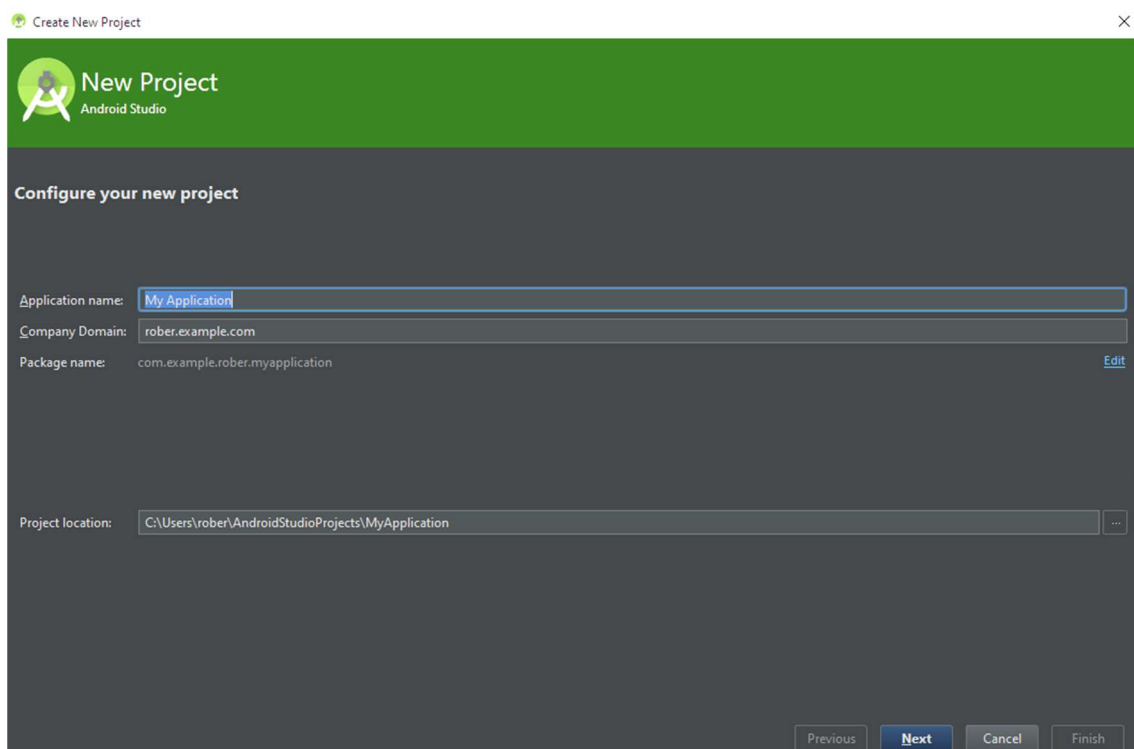 Create New Project
New Project
Android Studio
Configure your new project
Application name: My Application
Company Domain: rober.example.com
Package name: com.example.rober.myapplication Edit
Project location: C:\Users\rober\AndroidStudioProjects\MyApplication ...
Previous Next Cancel Finish